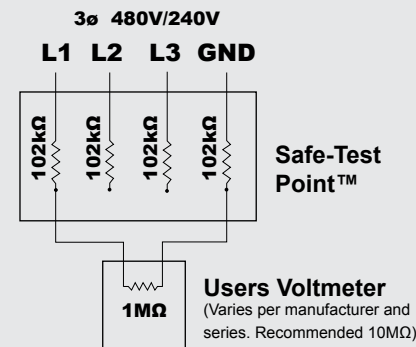 3ø 480V/240V
L1 L2 L3 GND
102kΩ 102kΩ 102kΩ 102kΩ
Safe-Test
Point™
Users Voltmeter
1MΩ
(Varies per manufacturer and
series. Recommended 10MΩ)